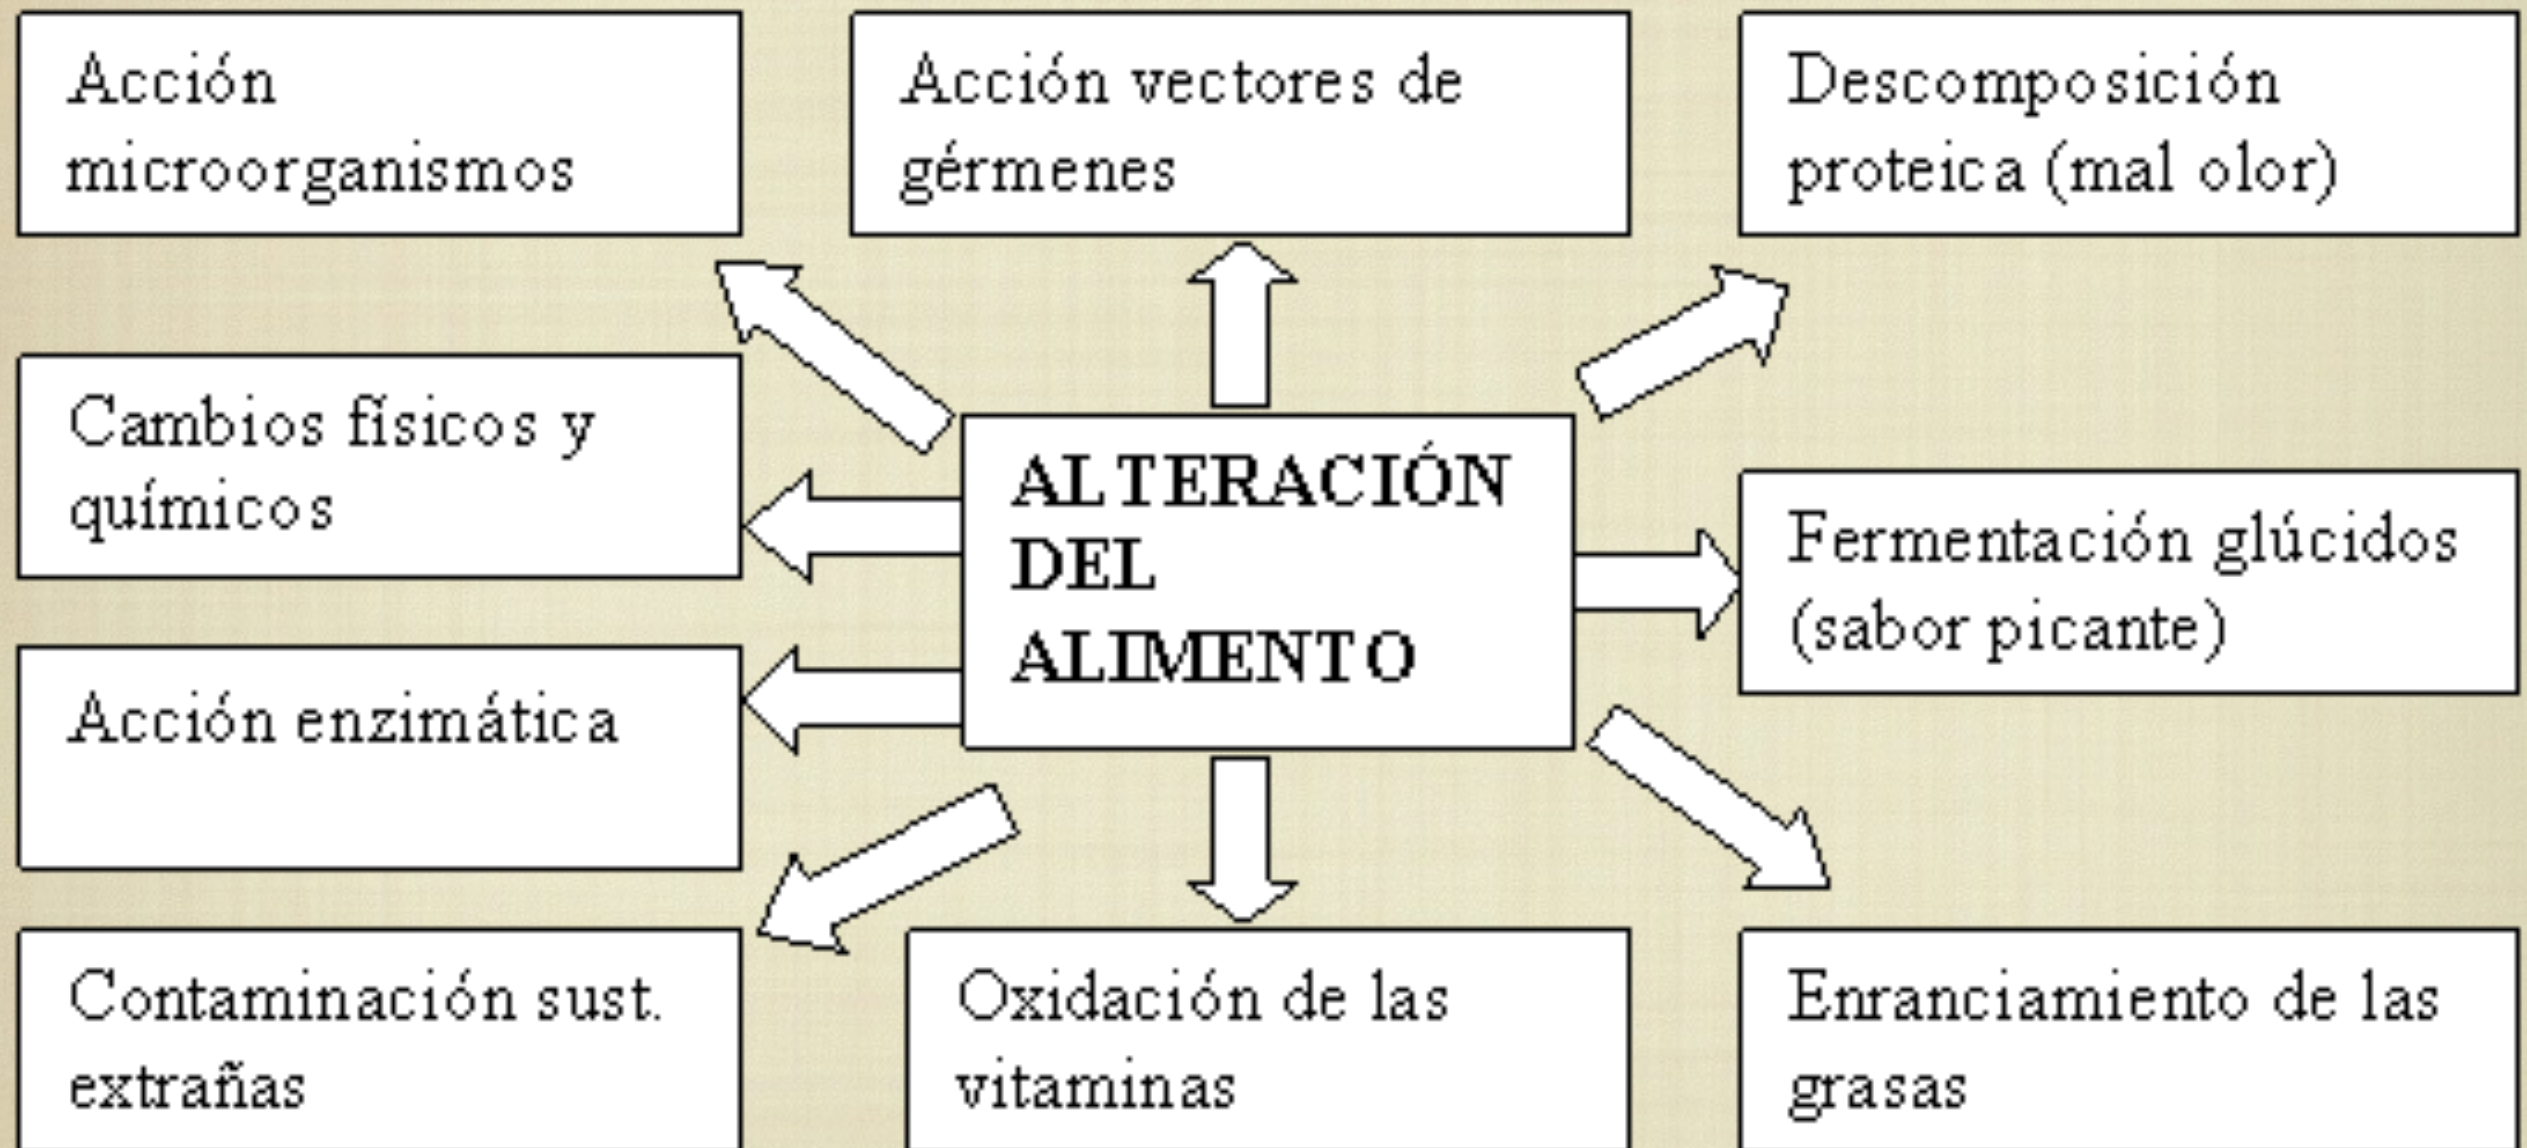 Acción
microorganismos
Acción vectores de
gérmenes
Descomposición
proteica (mal olor)
Cambios físicos y
químicos
ALTERACIÓN
DEL
ALIMENTO
Fermentación glúcidos
(sabor picante)
Acción enzimática
Contaminación sust.
extrañas
Oxidación de las
vitaminas
Enranciamiento de las
grasas